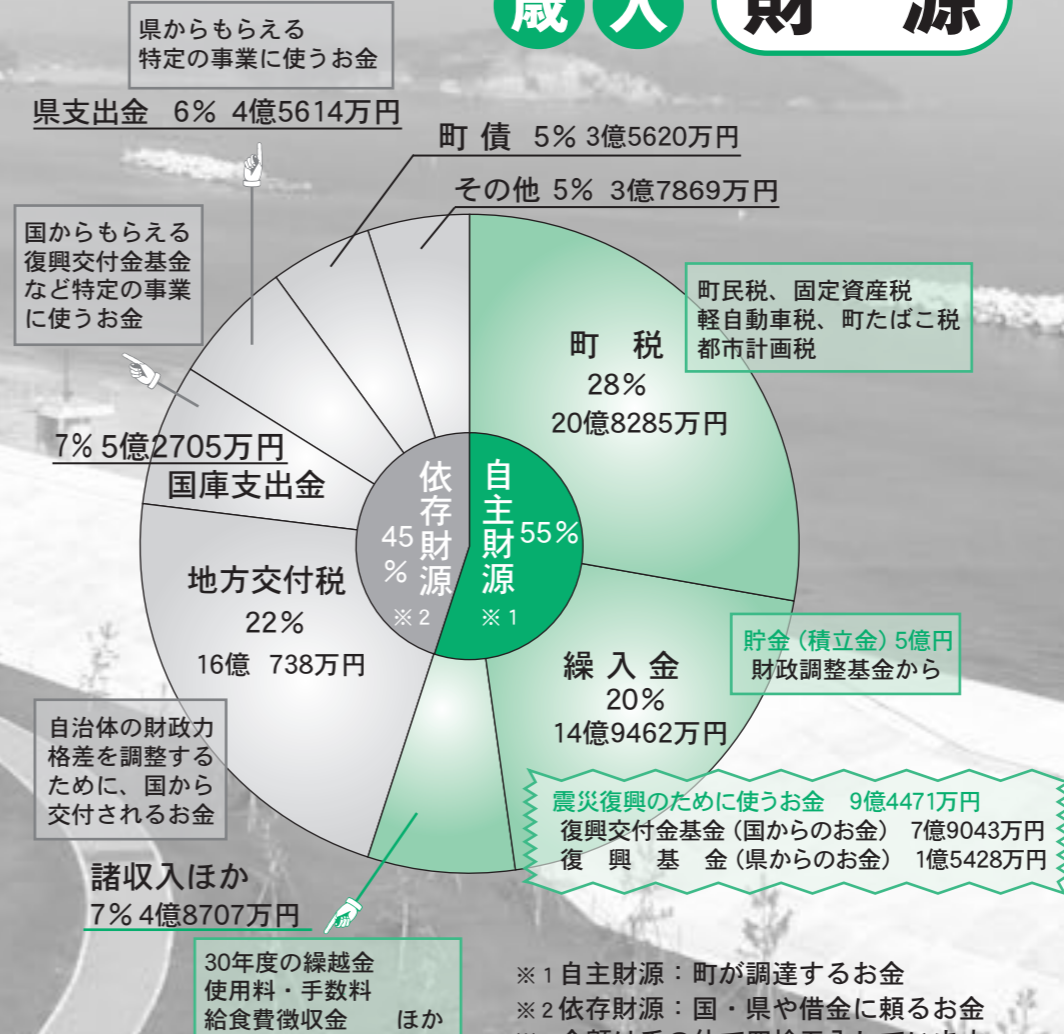 歳入 財源
県からもらえる
特定の事業に使うお金
県支出金 6% 4億5614万円
町債 5% 3億5620万円
その他 5% 3億7869万円
国からもらえる
復興交付金基金
など特定の事業
に使うお金
町民税、固定資産税
軽自動車税、町たばこ税
都市計画税
町税
28%
20億8285万円
7% 5億2705万円
国庫支出金
依存財源
45
%
※2
自主財源
55%
※1
地方交付税
22%
16億 738万円
繰入金
20%
14億9462万円
貯金(積立金)5億円
財政調整基金から
自治体の財政力
格差を調整する
ために、国から
交付されるお金
震災復興のために使うお金 9億4471万円
復興交付金基金(国からのお金) 7億9043万円
復興基金(県からのお金) 1億5428万円
諸収入ほか
7% 4億8707万円
30年度の繰越金
使用料・手数料
給食費徴収金 ほか
※1自主財源:町が調達するお金
※2依存財源:国・県や借金に頼るお金